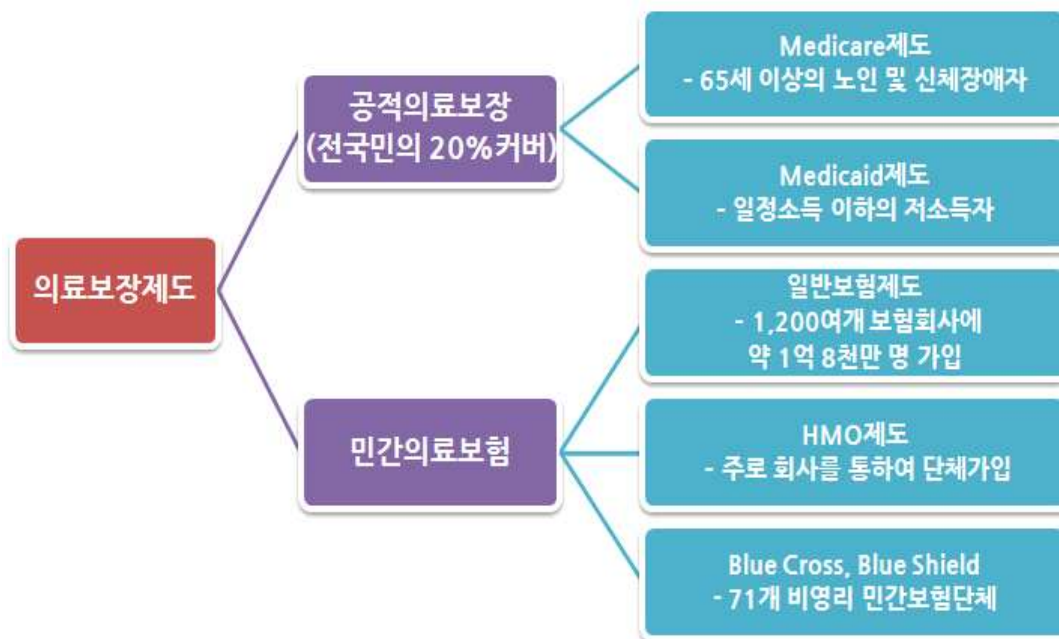 의료보장제도
공적의료보장
(전국민의 20%커버)
Medicare제도
- 65세 이상의 노인 및 신체장애자
Medicaid제도
- 일정소득 이하의 저소득자
민간의료보험
일반보험제도
- 1,200여개 보험회사에
약 1억 8천만 명 가입
HMO제도
- 주로 회사를 통하여 단체가입
Blue Cross, Blue Shield
- 71개 비영리 민간보험단체